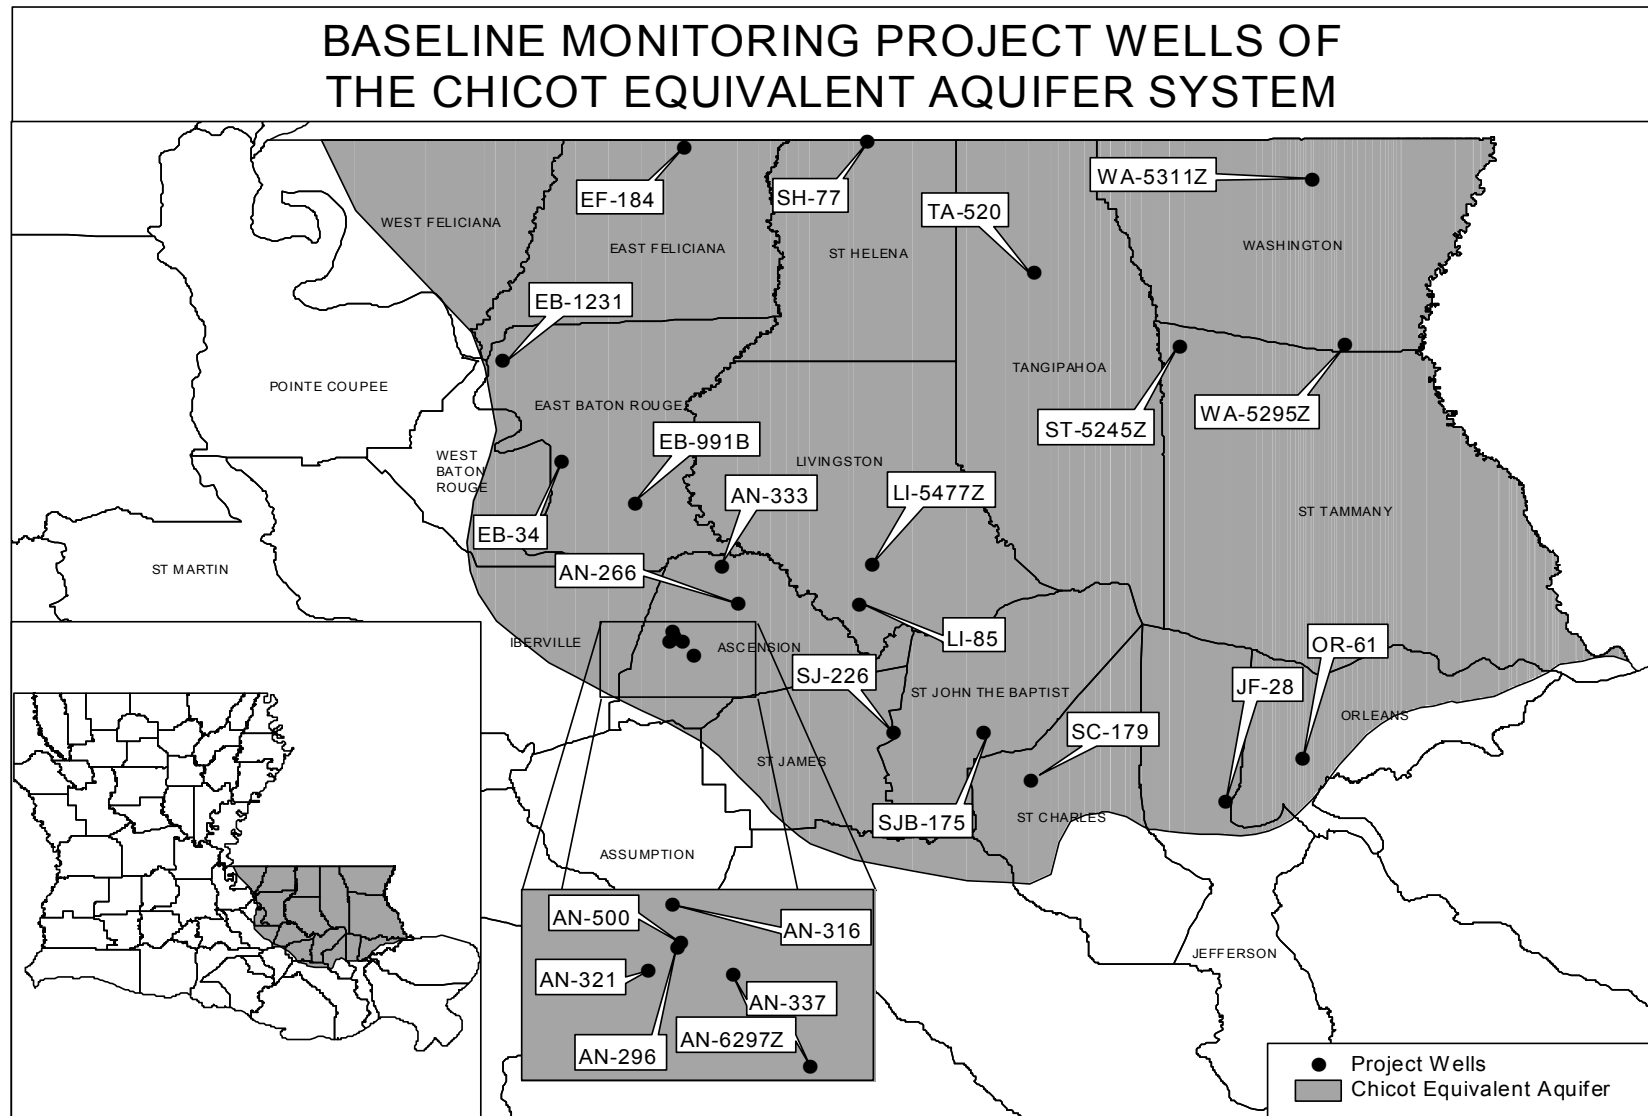 BASELINE MONITORING PROJECT WELLS OF
THE CHICOT EQUIVALENT AQUIFER SYSTEM
WA-5311Z
EF-184
SH-77
TA-520
WEST FELICIANA
EAST FELICIANA
ST HELENA
WASHINGTON
EB-1231
TANGIPAHOA
POINTE COUPEE
EAST BATON ROUGE
WA-5295Z
ST-5245Z
EB-991B
WEST
BATON
ROUGE
LIVINGSTON
AN-333
LI-5477Z
ST TAMMANY
EB-34
ST MARTIN
AN-266
IBERVILLE
ASCENSION
LI-85
OR-61
SJ-226
JF-28
ST JOHN THE BAPTIST
ORLEANS
SC-179
ST JAMES
SJB-175
ST CHARLES
ASSUMPTION
AN-500
AN-316
JEFFERSON
AN-321
AN-337
AN-6297Z
AN-296
Project Wells
Chicot Equivalent Aquifer